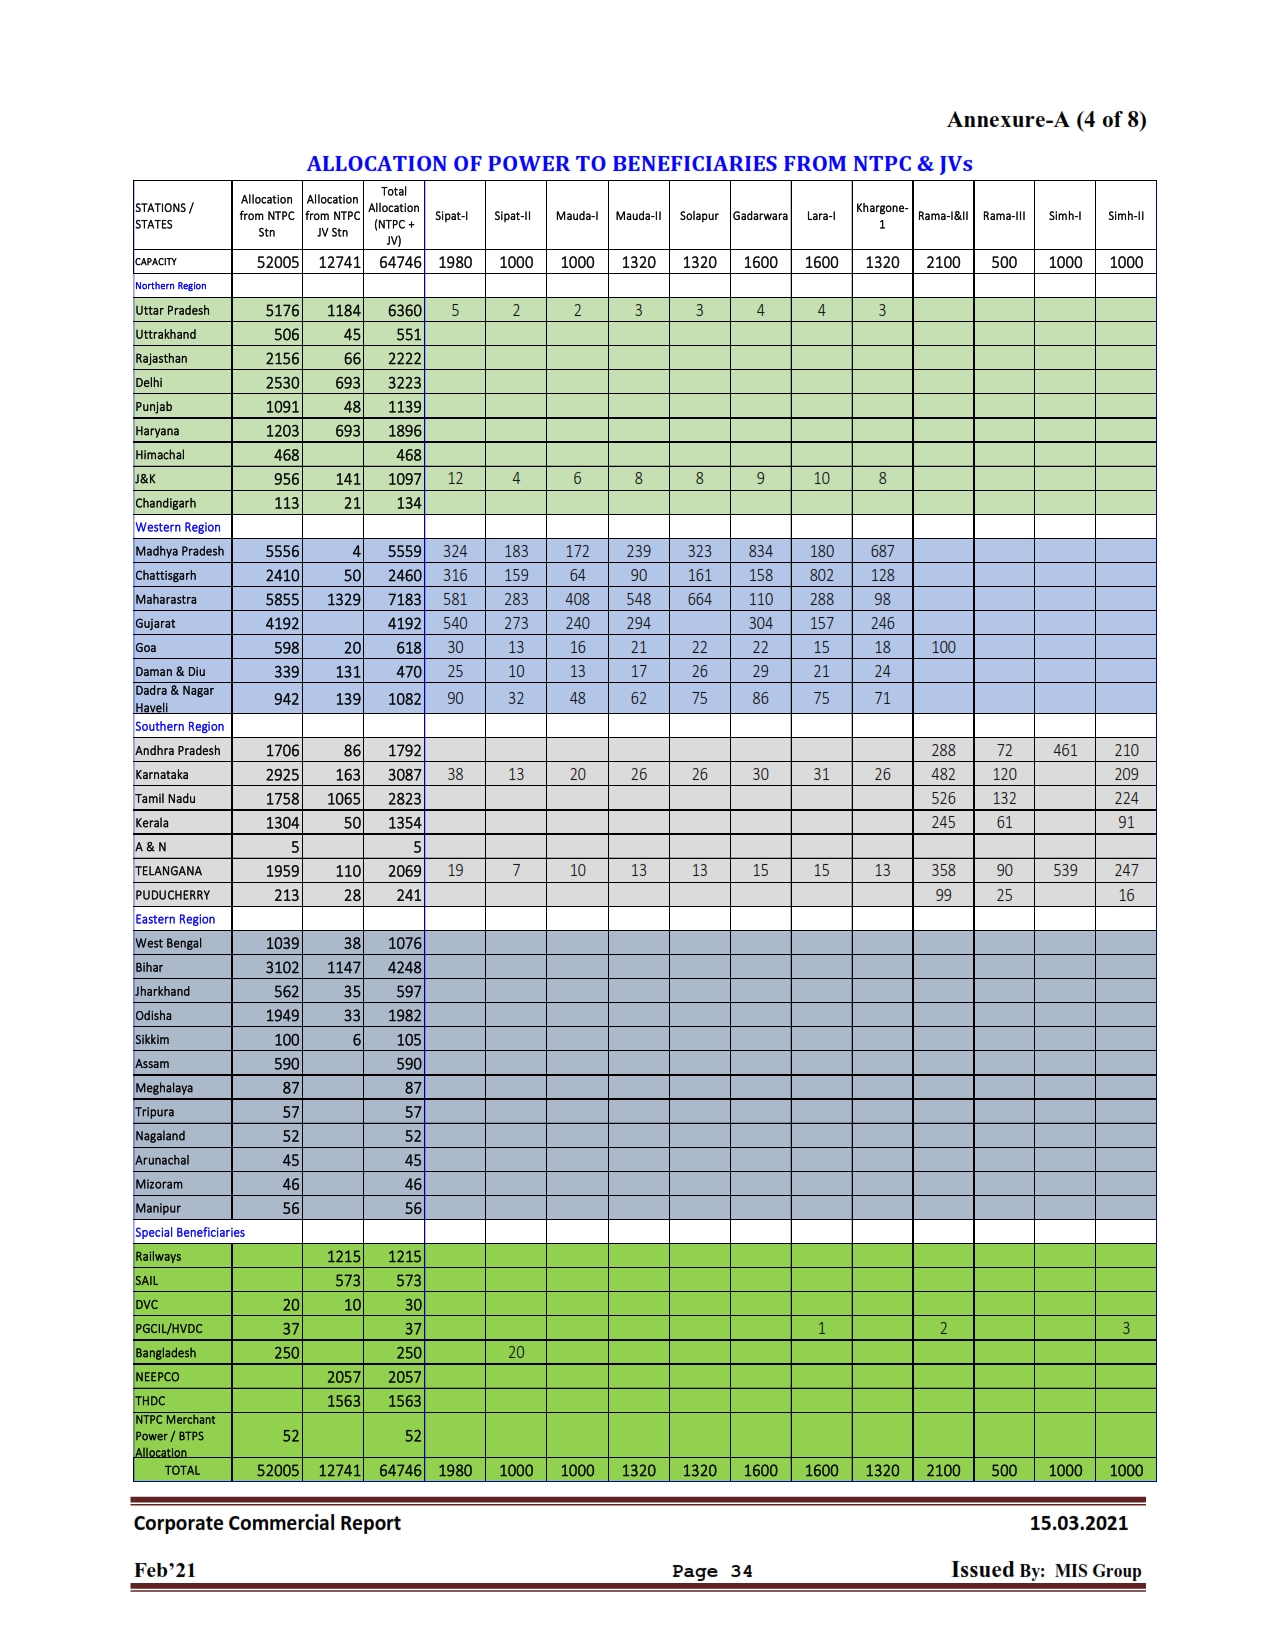 Annexure-A (4 of 8)
ALLOCATION OF POWER TO BENEFICIARIES FROM NTPC & JVs
STATIONS / STATES Allocation from NTPC Stn Allocation from NTPC JV Stn Total Allocation (NTPC + JV) Sipat-I Sipat-II Mauda-I Mauda-II Solapur Gadarwara Lara-I Khargone-1 Rama-I&II Rama-III Simh-I Simh-II
CAPACITY 52005 12741 64746 1980 1000 1000 1320 1320 1600 1600 1320 2100 500 1000 1000
Northern Region
Uttar Pradesh 5176 1184 6360 5 2 2 3 3 4 4 3
Uttrakhand 506 45 551
Rajasthan 2156 66 2222
Delhi 2530 693 3223
Punjab 1091 48 1139
Haryana 1203 693 1896
Himachal 468 468
J&K 956 141 1097 12 4 6 8 8 9 10 8
Chandigarh 113 21 134
Western Region
Madhya Pradesh 5556 4 5559 324 183 172 239 323 834 180 687
Chattisgarh 2410 50 2460 316 159 64 90 161 158 802 128
Maharastra 5855 1329 7183 581 283 408 548 664 110 288 98
Gujarat 4192 4192 540 273 240 294 304 157 246
Goa 598 20 618 30 13 16 21 22 22 15 18 100
Daman & Diu 339 131 470 25 10 13 17 26 29 21 24
Dadra & Nagar Haveli 942 139 1082 90 32 48 62 75 86 75 71
Southern Region
Andhra Pradesh 1706 86 1792 288 72 461 210
Karnataka 2925 163 3087 38 13 20 26 26 30 31 26 482 120 209
Tamil Nadu 1758 1065 2823 526 132 224
Kerala 1304 50 1354 245 61 91
A & N 5 5
TELANGANA 1959 110 2069 19 7 10 13 13 15 15 13 358 90 539 247
PUDUCHERRY 213 28 241 99 25 16
Eastern Region
West Bengal 1039 38 1076
Bihar 3102 1147 4248
Jharkhand 562 35 597
Odisha 1949 33 1982
Sikkim 100 6 105
Assam 590 590
Meghalaya 87 87
Tripura 57 57
Nagaland 52 52
Arunachal 45 45
Mizoram 46 46
Manipur 56 56
Special Beneficiaries
Railways 1215 1215
SAIL 573 573
DVC 20 10 30
PGCIL/HVDC 37 37 1 2 3
Bangladesh 250 250 20
NEEPCO 2057 2057
THDC 1563 1563
NTPC Merchant Power / BTPS Allocation 52 52
TOTAL 52005 12741 64746 1980 1000 1000 1320 1320 1600 1600 1320 2100 500 1000 1000
Corporate Commercial Report 15.03.2021
Feb’21 Page 34 Issued By: MIS Group